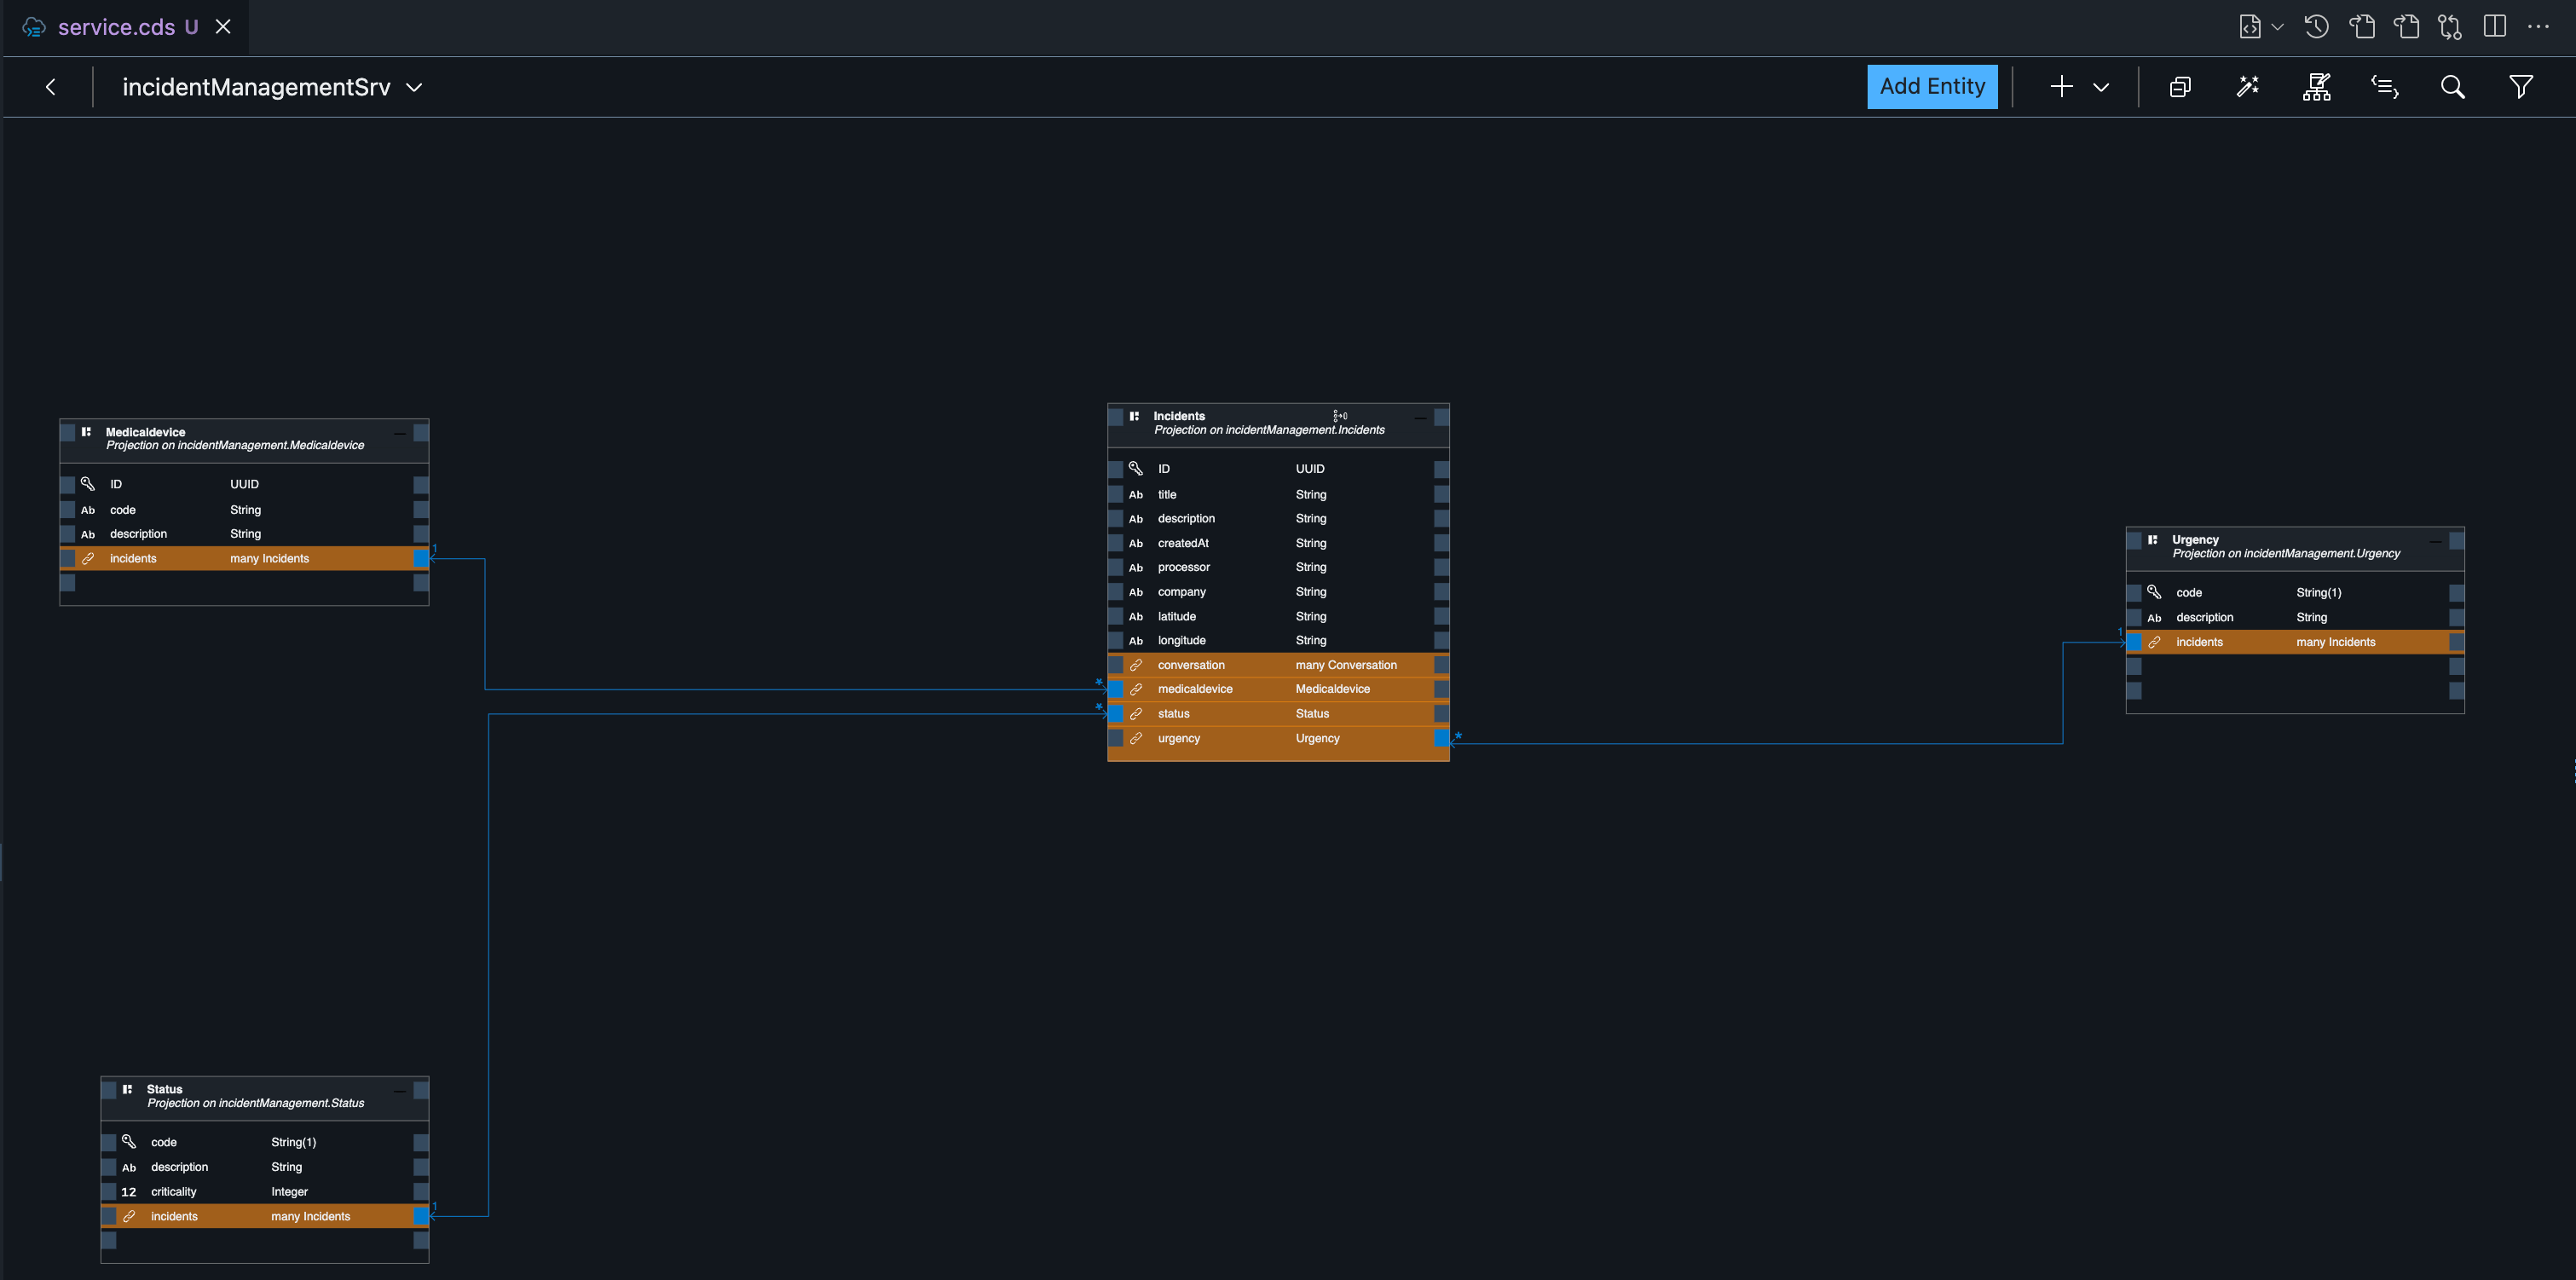 service.cds U
incidentManagementSrv
Add Entity
Medicaldevice
Projection on incidentManagement.Medicaldevice
ID UUID
Ab code String
Ab description String
incidents many Incidents
1
Incidents
Projection on incidentManagement.Incidents
ID UUID
Ab title String
Ab description String
Ab createdAt String
Ab processor String
Ab company String
Ab latitude String
Ab longitude String
conversation many Conversation
* medicaldevice Medicaldevice
* status Status
urgency Urgency *
Urgency
Projection on incidentManagement.Urgency
code String(1)
Ab description String
1 incidents many Incidents
Status
Projection on incidentManagement.Status
code String(1)
Ab description String
12 criticality Integer
incidents many Incidents
1